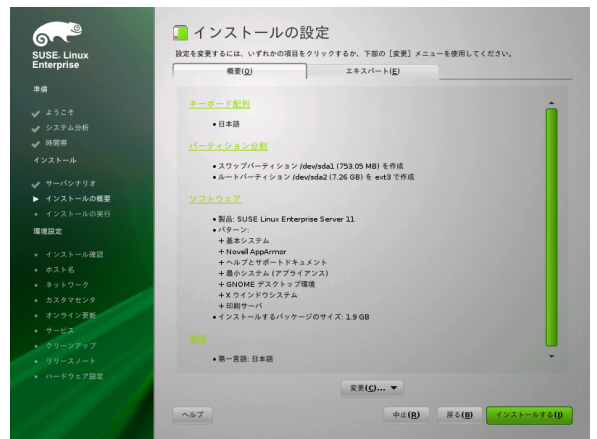 SUSE. Linux
Enterprise
準備
ようこそ
システム分析
時間帯
インストール
サーバシナリオ
インストールの概要
インストールの実行
環境設定
インストール確認
ホスト名
ネットワーク
カスタマセンタ
オンライン更新
サービス
クリーンアップ
リリースノート
ハードウェア設定
インストールの設定
設定を変更するには、いずれかの項目をクリックするか、下部の［変更］メニューを使用してください。
概要(O) エキスパート(E)
キーボード配列
• 日本語
パーティション分割
• スワップパーティション /dev/sda1 (753.05 MB) を作成
• ルートパーティション /dev/sda2 (7.26 GB) を ext3 で作成
ソフトウェア
• 製品: SUSE Linux Enterprise Server 11
• パターン:
+ 基本システム
+ Novell AppArmor
+ ヘルプとサポートドキュメント
+ 最小システム (アプライアンス)
+ GNOME デスクトップ環境
+ X ウインドウシステム
+ 印刷サーバ
• インストールするパッケージのサイズ: 1.9 GB
言語
• 第一言語: 日本語
変更(C)...
ヘルプ 中止(R) 戻る(B) インストールする(I)